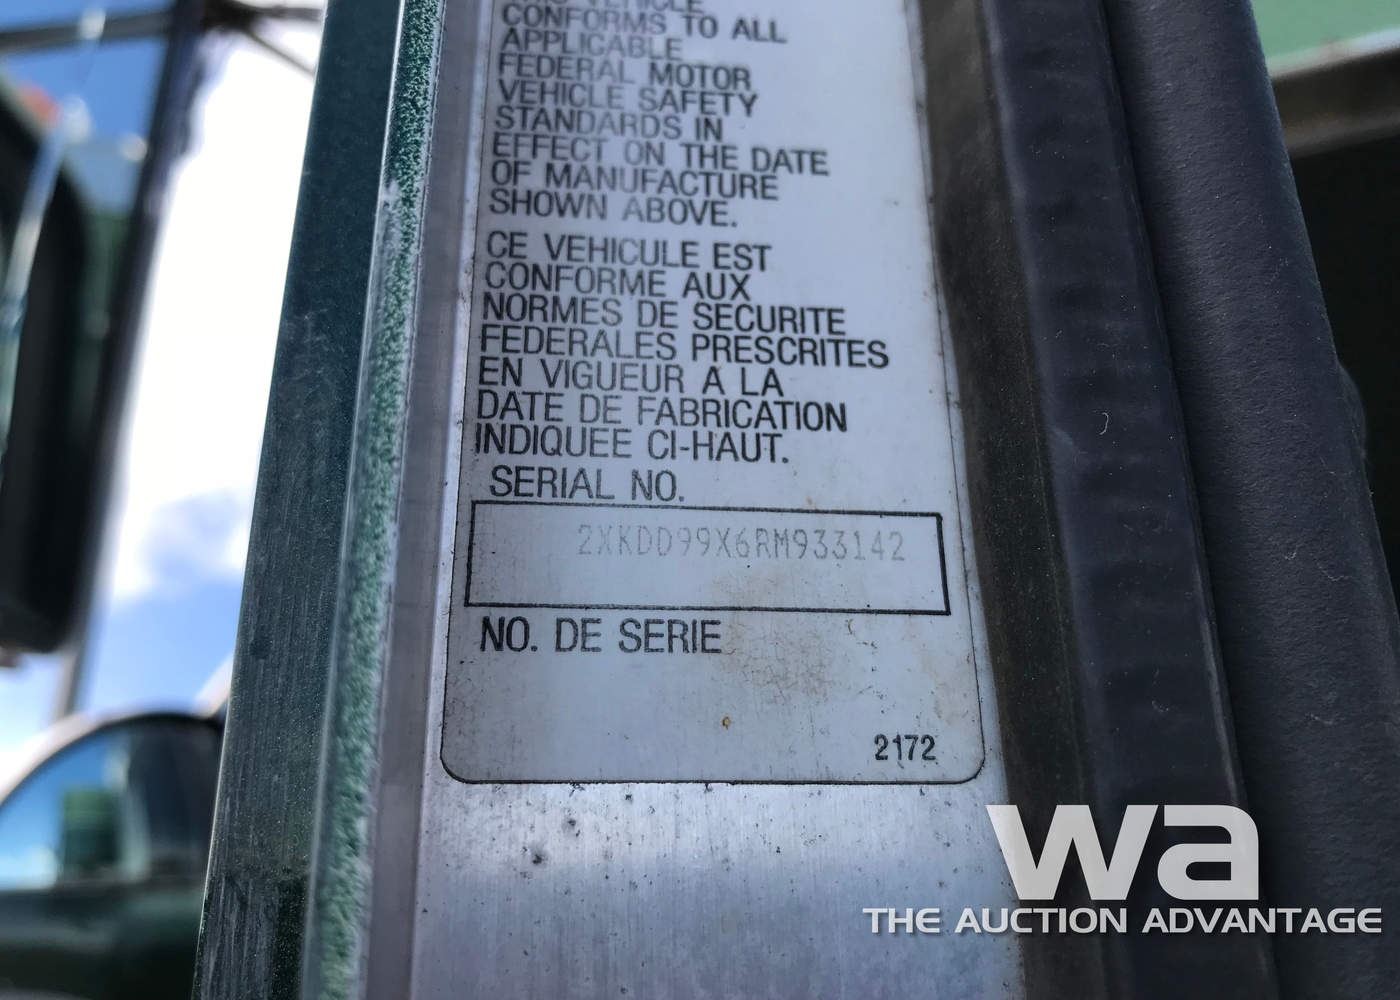 THIS VEHICLE
CONFORMS TO ALL
APPLICABLE
FEDERAL MOTOR
VEHICLE SAFETY
STANDARDS IN
EFFECT ON THE DATE
OF MANUFACTURE
SHOWN ABOVE.
CE VEHICULE EST
CONFORME AUX
NORMES DE SECURITE
FEDERALES PRESCRITES
EN VIGUEUR A LA
DATE DE FABRICATION
INDIQUEE CI-HAUT.
SERIAL NO.
2XKDD99X6RM933142
NO. DE SERIE
2172
wa
THE AUCTION ADVANTAGE